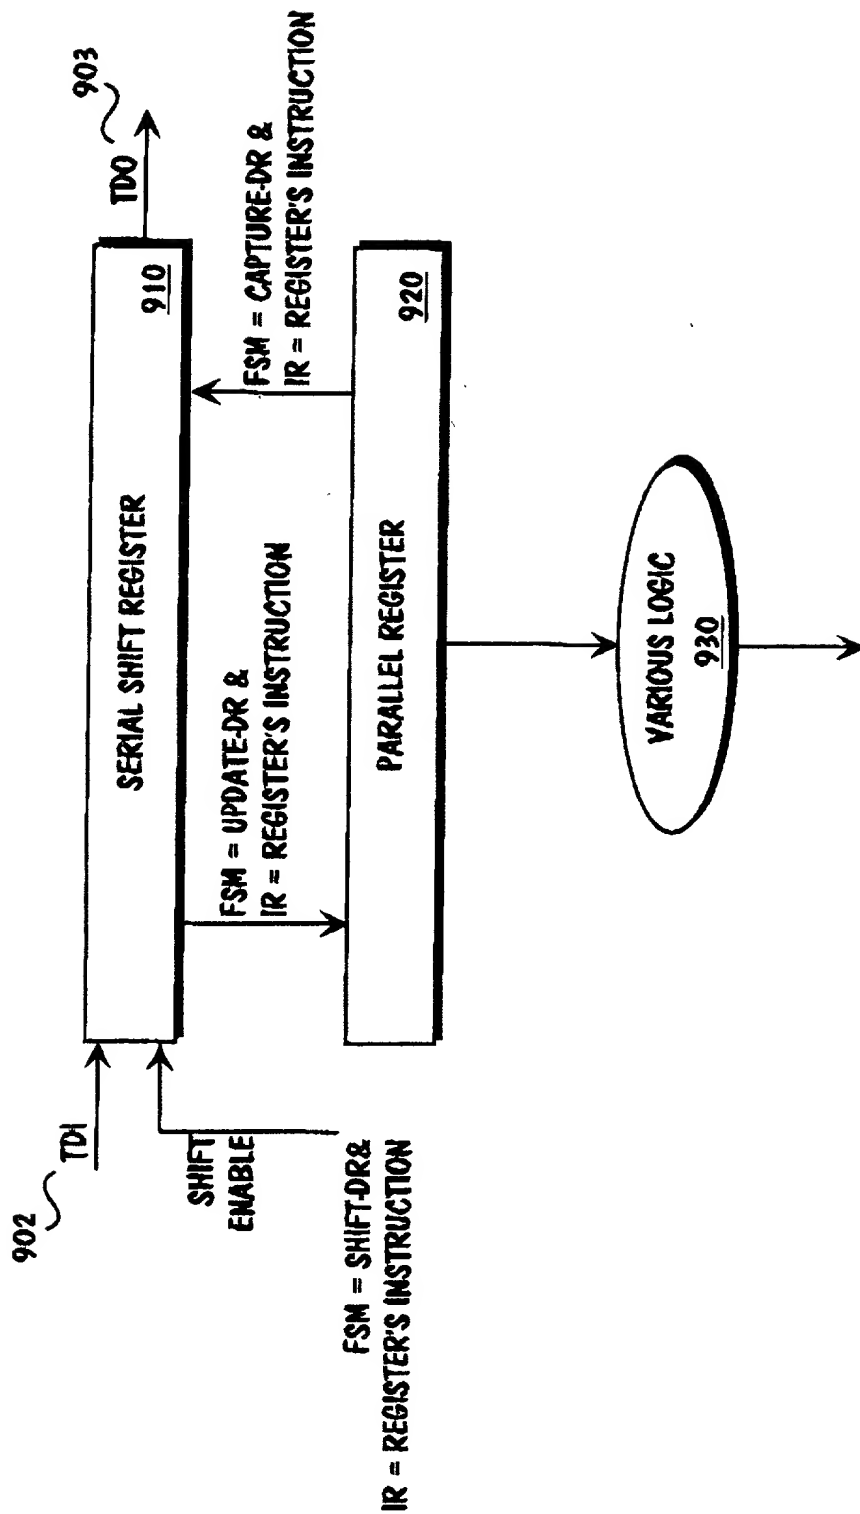 902
TDI
SHIFT
ENABLE
FSM = SHIFT-DR&
IR = REGISTER'S INSTRUCTION
SERIAL SHIFT REGISTER
910
TDO
903
FSM = UPDATE-DR &
IR = REGISTER'S INSTRUCTION
FSM = CAPTURE-DR &
IR = REGISTER'S INSTRUCTION
PARALLEL REGISTER
920
VARIOUS LOGIC
930